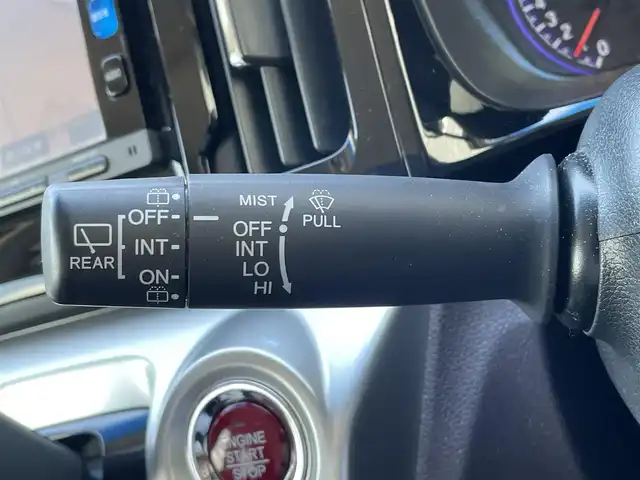 OFF
INT
ON
REAR
MIST
PULL
OFF
INT
LO
HI
ENGINE
START
STOP